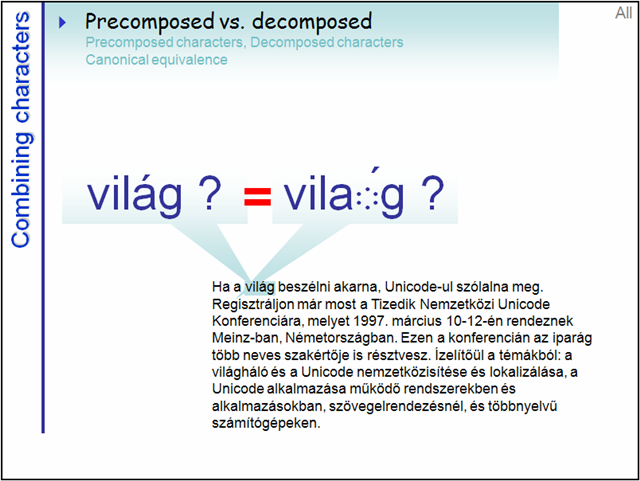 All
Combining characters
Precomposed vs. decomposed
Precomposed characters, Decomposed characters
Canonical equivalence
világ ? = vila◌́g ?
Ha a világ beszélni akarna, Unicode-ul szólalna meg.
Regisztráljon már most a Tizedik Nemzetközi Unicode
Konferenciára, melyet 1997. március 10-12-én rendeznek
Meinz-ban, Németországban. Ezen a konferencián az iparág
több neves szakértője is résztvesz. Ízelítőül a témákból: a
világháló és a Unicode nemzetközisítése és lokalizálása, a
Unicode alkalmazása működő rendszerekben és
alkalmazásokban, szövegelrendezésnél, és többnyelvű
számítógépeken.